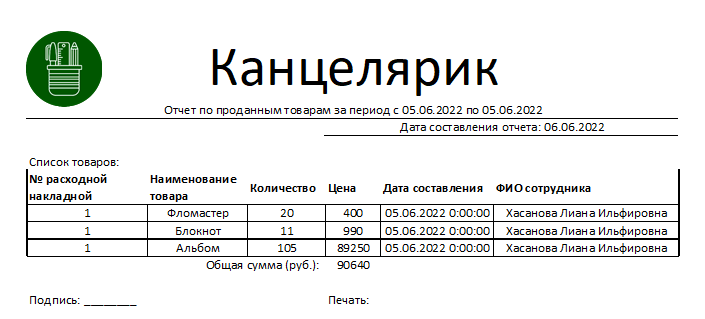 Канцелярик
Отчет по проданным товарам за период с 05.06.2022 по 05.06.2022
Дата составления отчета: 06.06.2022
Список товаров:
№ расходной накладной Наименование товара Количество Цена Дата составления ФИО сотрудника
1 Фломастер 20 400 05.06.2022 0:00:00 Хасанова Лиана Ильфировна
1 Блокнот 11 990 05.06.2022 0:00:00 Хасанова Лиана Ильфировна
1 Альбом 105 89250 05.06.2022 0:00:00 Хасанова Лиана Ильфировна
Общая сумма (руб.): 90640
Подпись: ________ Печать: